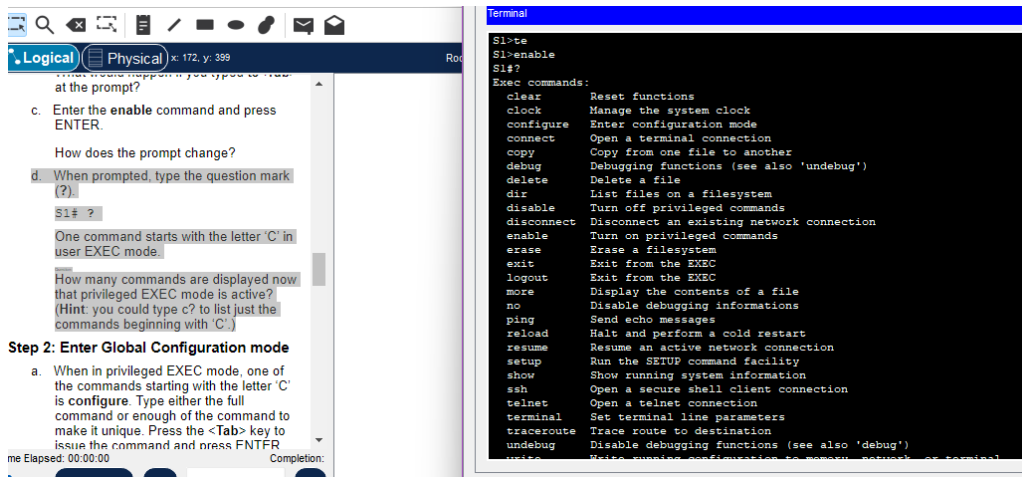 Logical
Physical
x: 172, y: 399
at the prompt?
c. Enter the enable command and press
ENTER.
How does the prompt change?
d. When prompted, type the question mark
(?).
S1# ?
One command starts with the letter ‘C’ in
user EXEC mode.
How many commands are displayed now
that privileged EXEC mode is active?
(Hint: you could type c? to list just the
commands beginning with ‘C’.)
Step 2: Enter Global Configuration mode
a. When in privileged EXEC mode, one of
the commands starting with the letter ‘C’
is configure. Type either the full
command or enough of the command to
make it unique. Press the <Tab> key to
issue the command and press ENTER
Elapsed: 00:00:00
Completion:
Terminal
S1>te
S1>enable
S1#?
Exec commands:
clear Reset functions
clock Manage the system clock
configure Enter configuration mode
connect Open a terminal connection
copy Copy from one file to another
debug Debugging functions (see also 'undebug')
delete Delete a file
dir List files on a filesystem
disable Turn off privileged commands
disconnect Disconnect an existing network connection
enable Turn on privileged commands
erase Erase a filesystem
exit Exit from the EXEC
logout Exit from the EXEC
more Display the contents of a file
no Disable debugging informations
ping Send echo messages
reload Halt and perform a cold restart
resume Resume an active network connection
setup Run the SETUP command facility
show Show running system information
ssh Open a secure shell client connection
telnet Open a telnet connection
terminal Set terminal line parameters
traceroute Trace route to destination
undebug Disable debugging functions (see also 'debug')
write Write running configuration to memory, network, or terminal